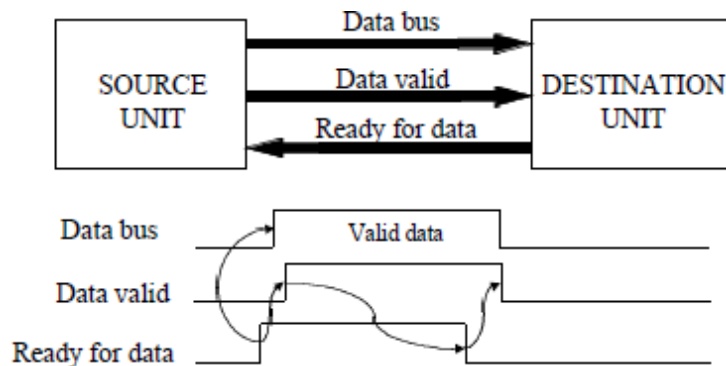 Data bus
SOURCE
UNIT
Data valid
DESTINATION
UNIT
Ready for data
Data bus
Valid data
Data valid
Ready for data